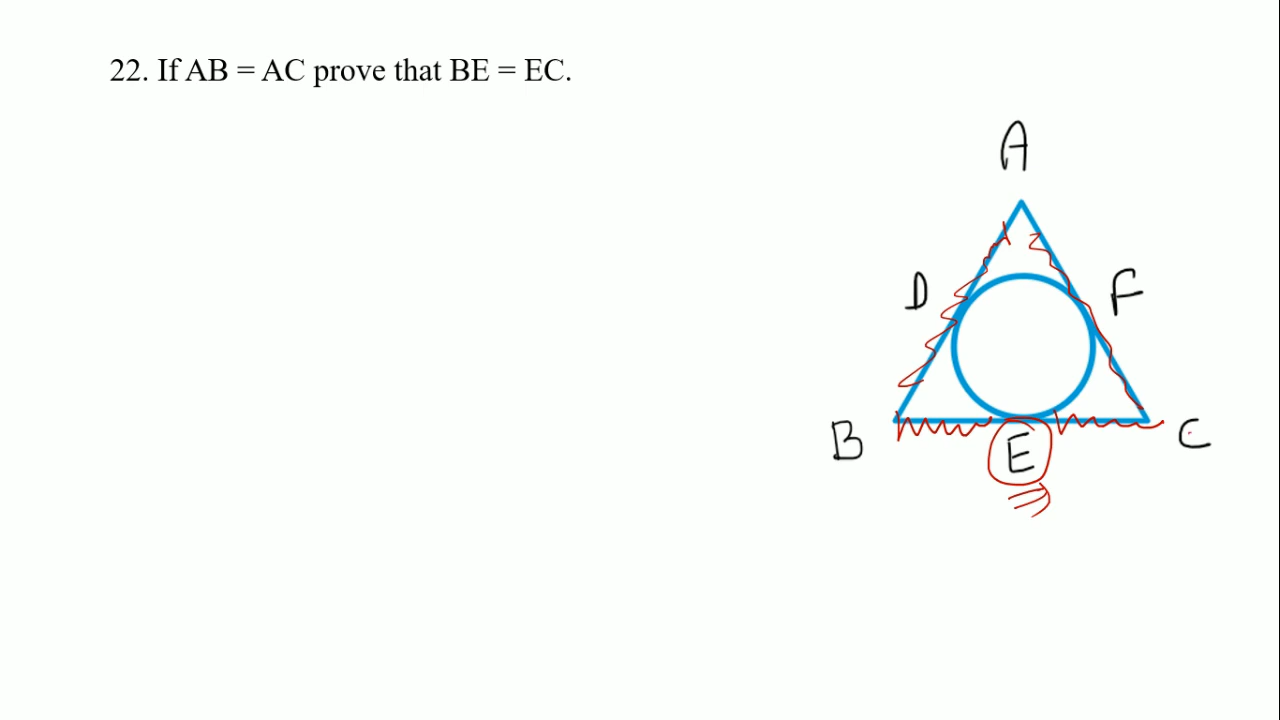 22. If AB = AC prove that BE = EC.
A
D
F
B
E
C